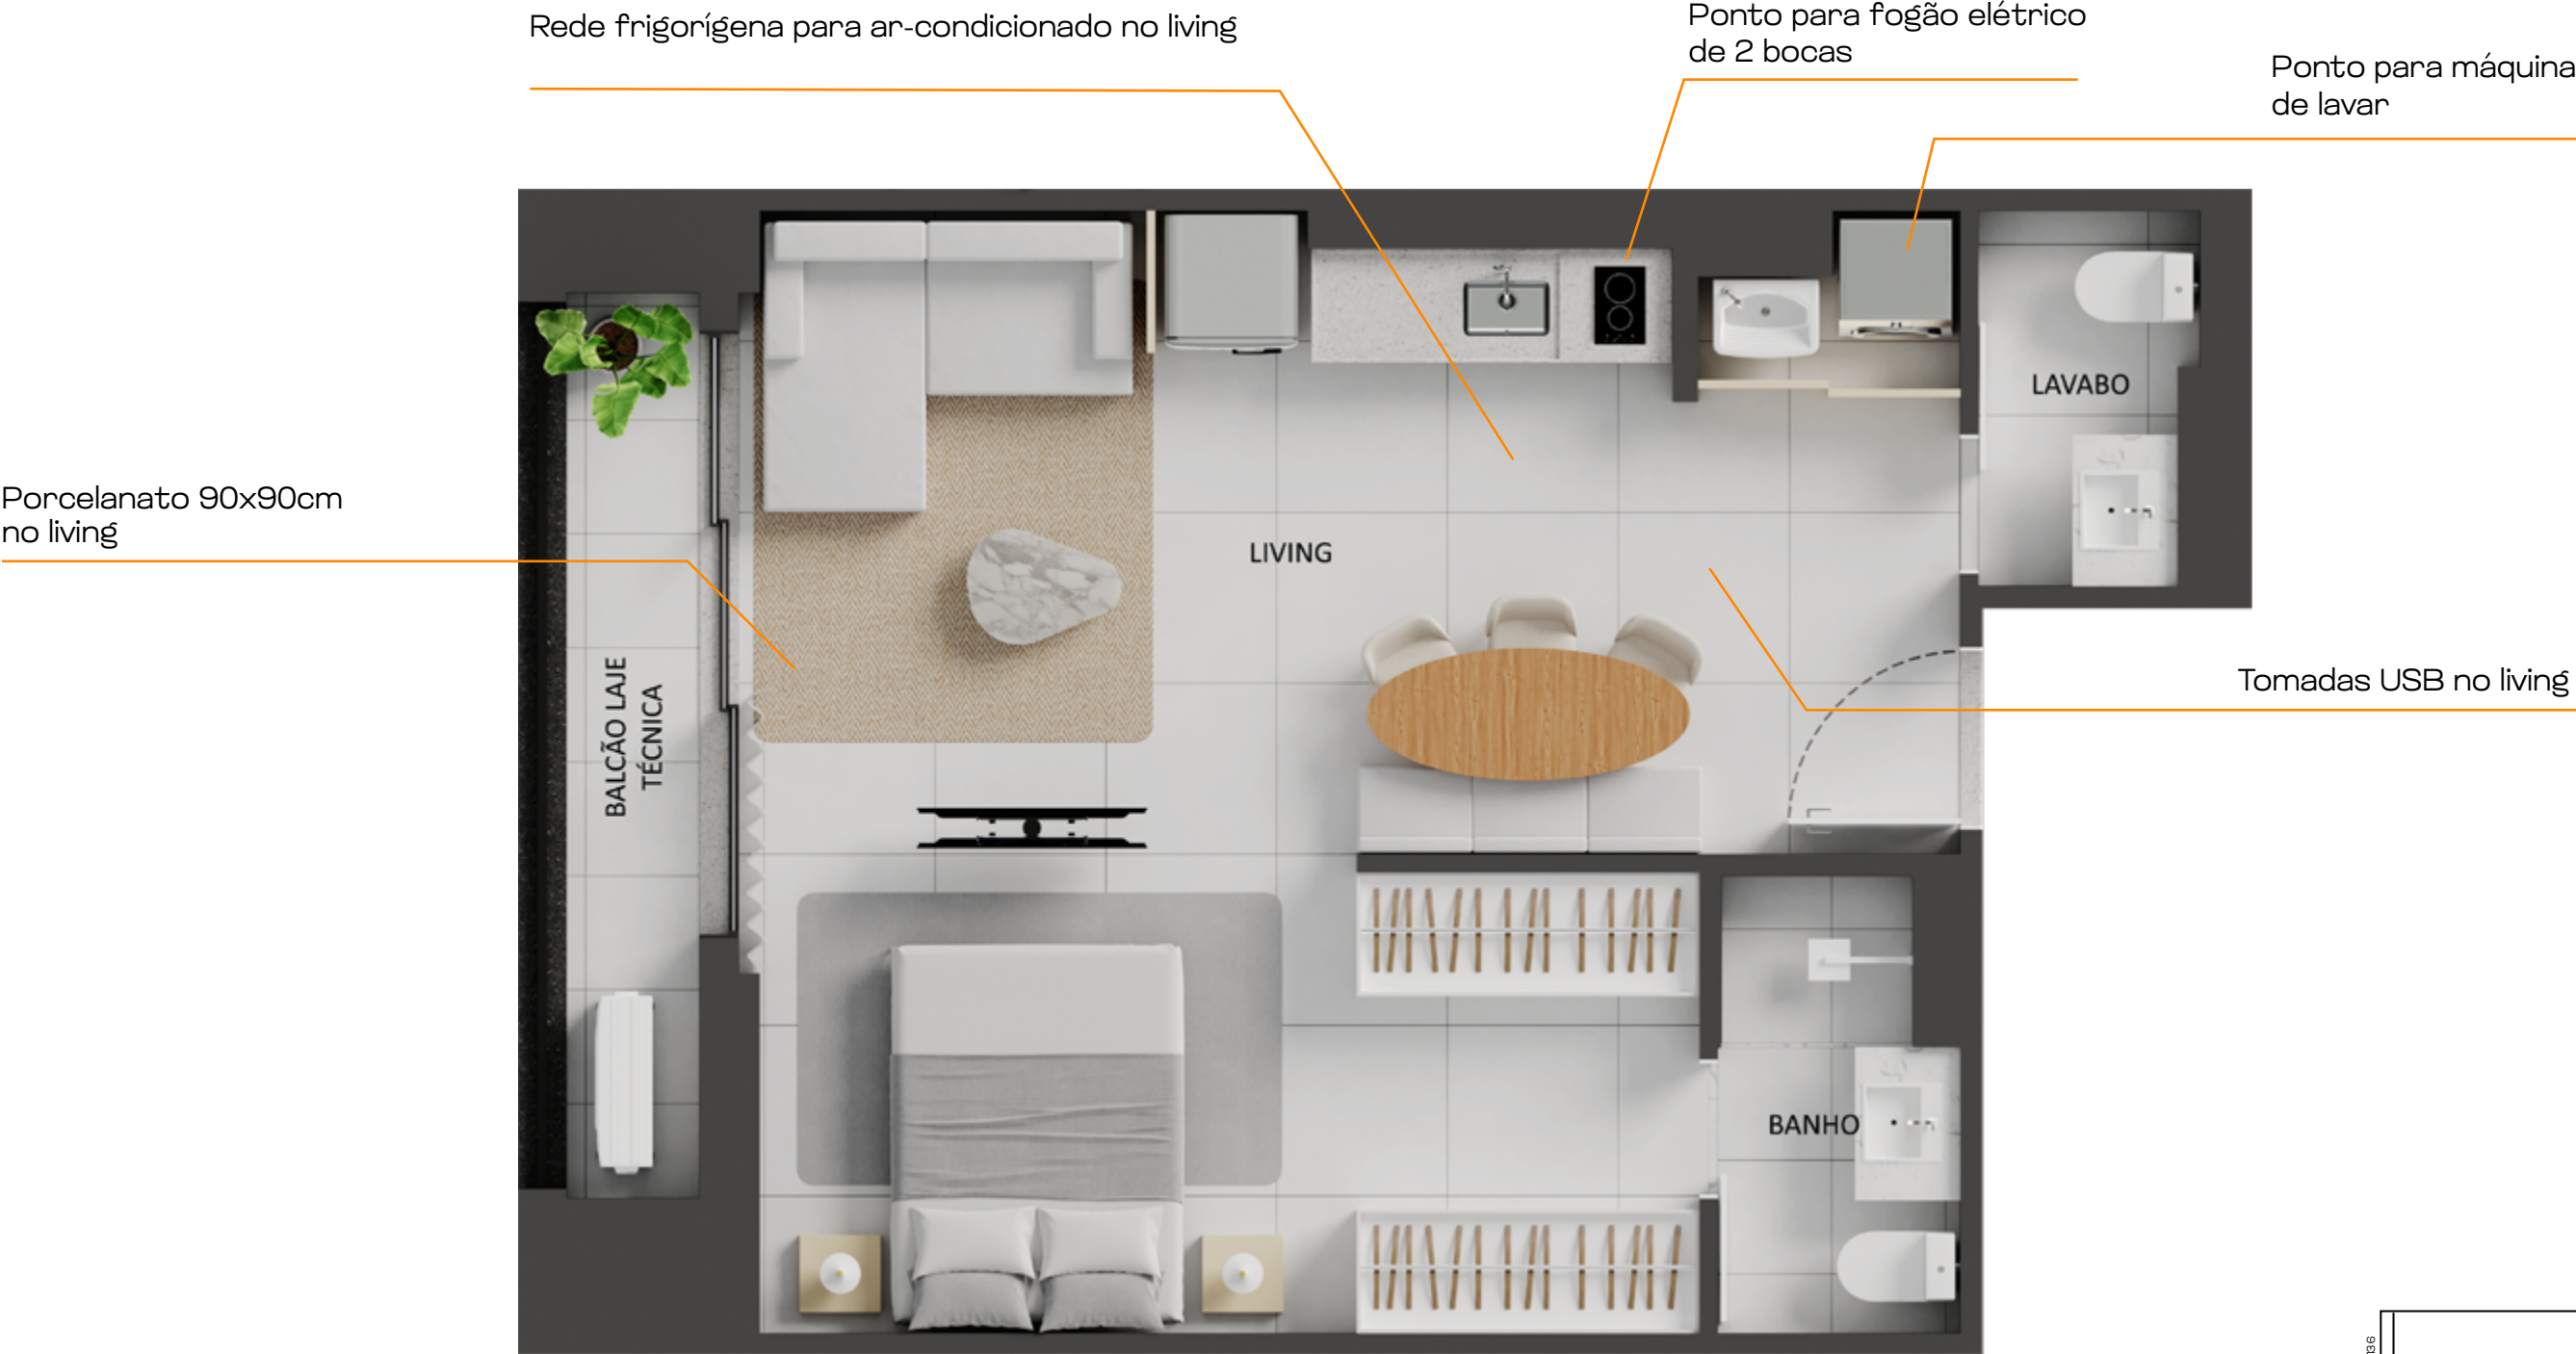 Rede frigorígena para ar-condicionado no living
Ponto para fogão elétrico
de 2 bocas
Ponto para máquina
de lavar
LAVABO
Porcelanato 90x90cm
no living
LIVING
BALCÃO LAJE
TÉCNICA
Tomadas USB no living
BANHO